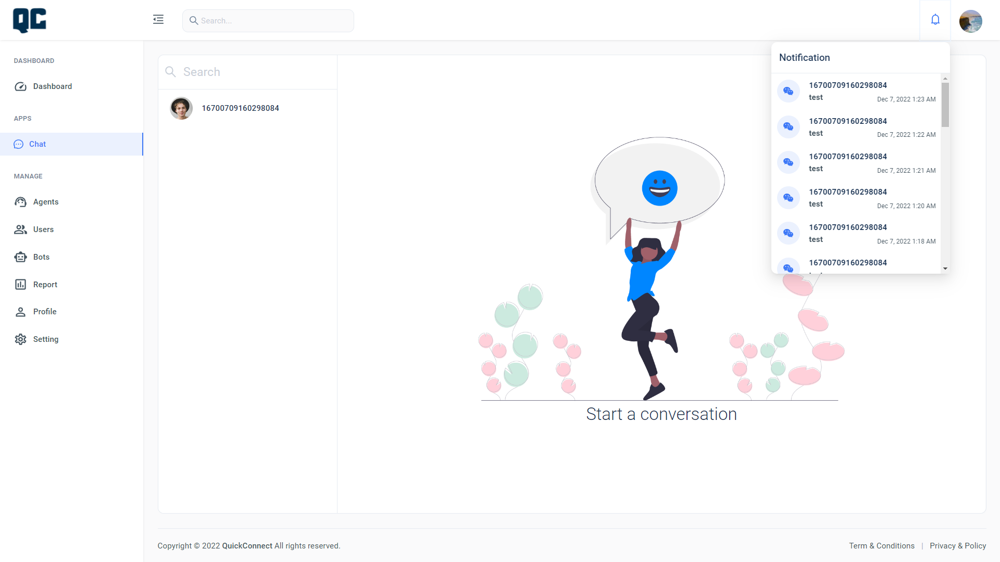 QC
Search...
DASHBOARD
Dashboard
APPS
Chat
MANAGE
Agents
Users
Bots
Report
Profile
Setting
Search
16700709160298084
Start a conversation
Notification
16700709160298084
test
Dec 7, 2022 1:23 AM
16700709160298084
test
Dec 7, 2022 1:22 AM
16700709160298084
test
Dec 7, 2022 1:21 AM
16700709160298084
test
Dec 7, 2022 1:20 AM
16700709160298084
test
Dec 7, 2022 1:18 AM
16700709160298084
Copyright © 2022 QuickConnect All rights reserved.
Term & Conditions | Privacy & Policy